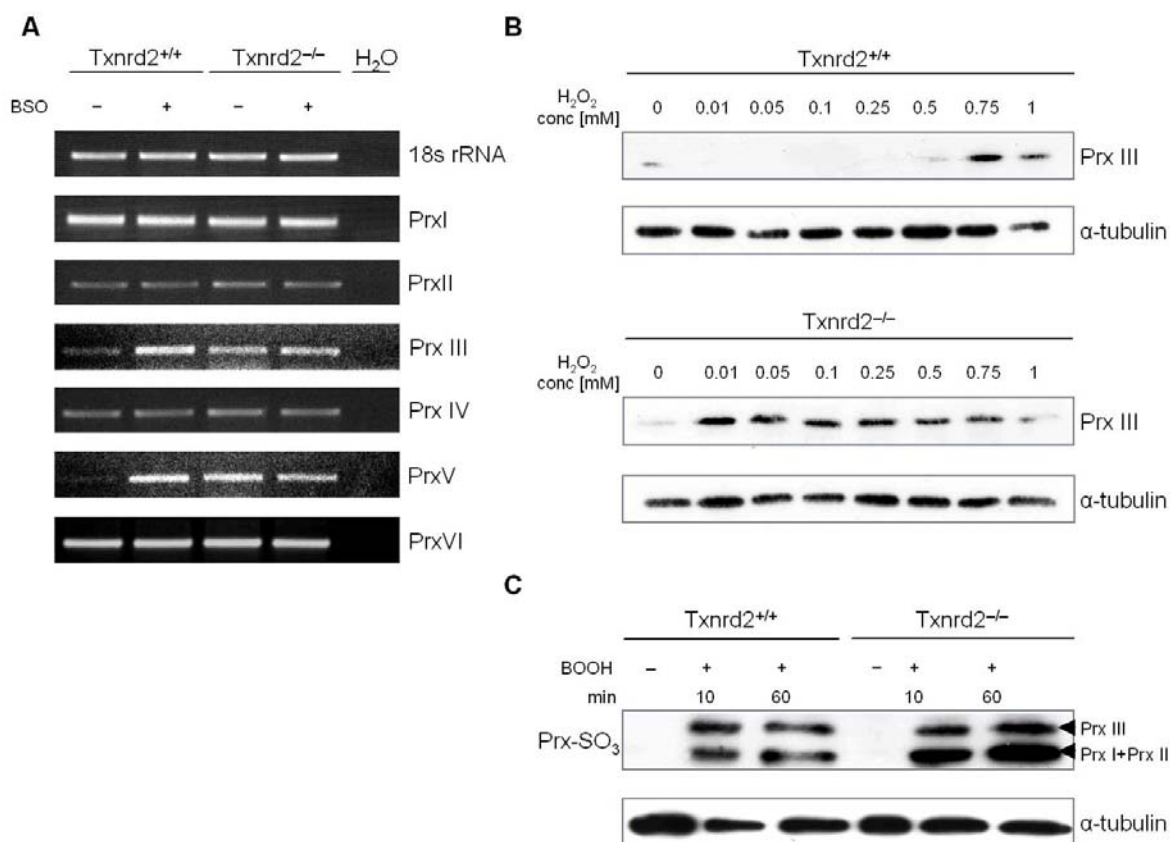 A
Txnrd2+/+ Txnrd2–/– H2O
BSO – + – +
18s rRNA
PrxI
PrxII
Prx III
Prx IV
PrxV
PrxVI
B
Txnrd2+/+
H2O2
conc [mM] 0 0.01 0.05 0.1 0.25 0.5 0.75 1
Prx III
α-tubulin
Txnrd2–/–
H2O2
conc [mM] 0 0.01 0.05 0.1 0.25 0.5 0.75 1
Prx III
α-tubulin
C
Txnrd2+/+ Txnrd2–/–
BOOH – + + – + +
min 10 60 10 60
Prx-SO3
Prx III
Prx I+Prx II
α-tubulin